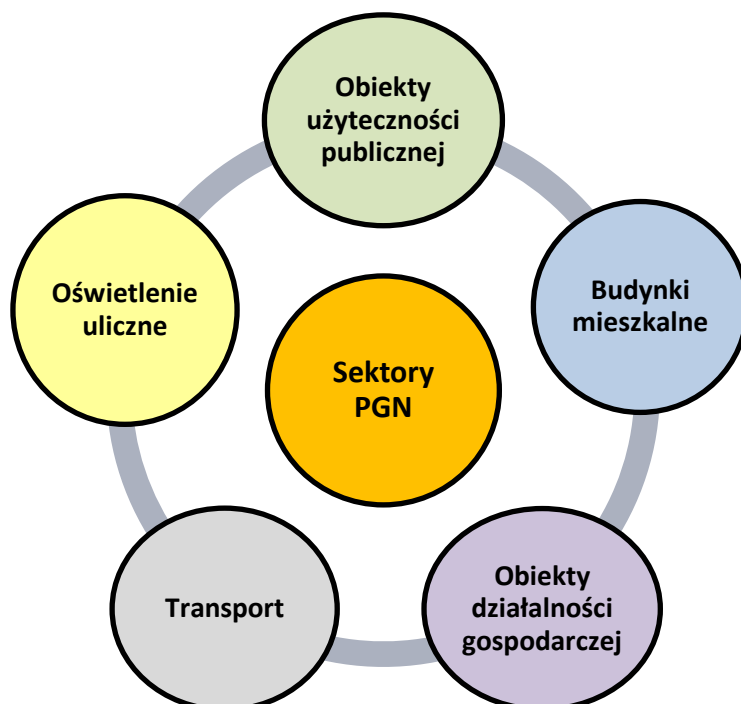 Obiekty
użyteczności
publicznej
Oświetlenie
uliczne
Budynki
mieszkalne
Sektory
PGN
Transport
Obiekty
działalności
gospodarczej